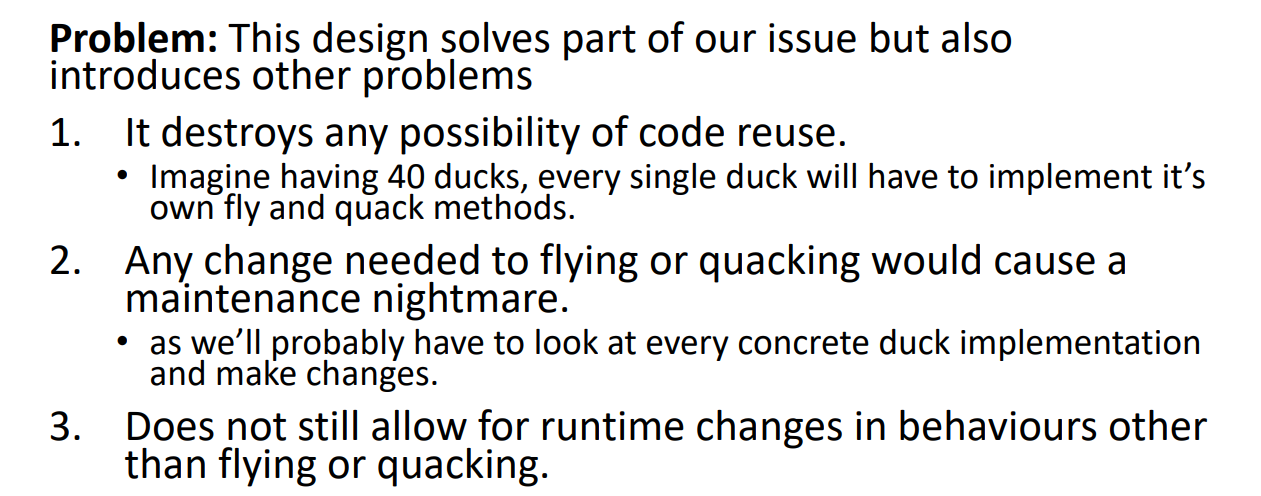 Problem: This design solves part of our issue but also
introduces other problems
1. It destroys any possibility of code reuse.
• Imagine having 40 ducks, every single duck will have to implement it’s
own fly and quack methods.
2. Any change needed to flying or quacking would cause a
maintenance nightmare.
• as we’ll probably have to look at every concrete duck implementation
and make changes.
3. Does not still allow for runtime changes in behaviours other
than flying or quacking.